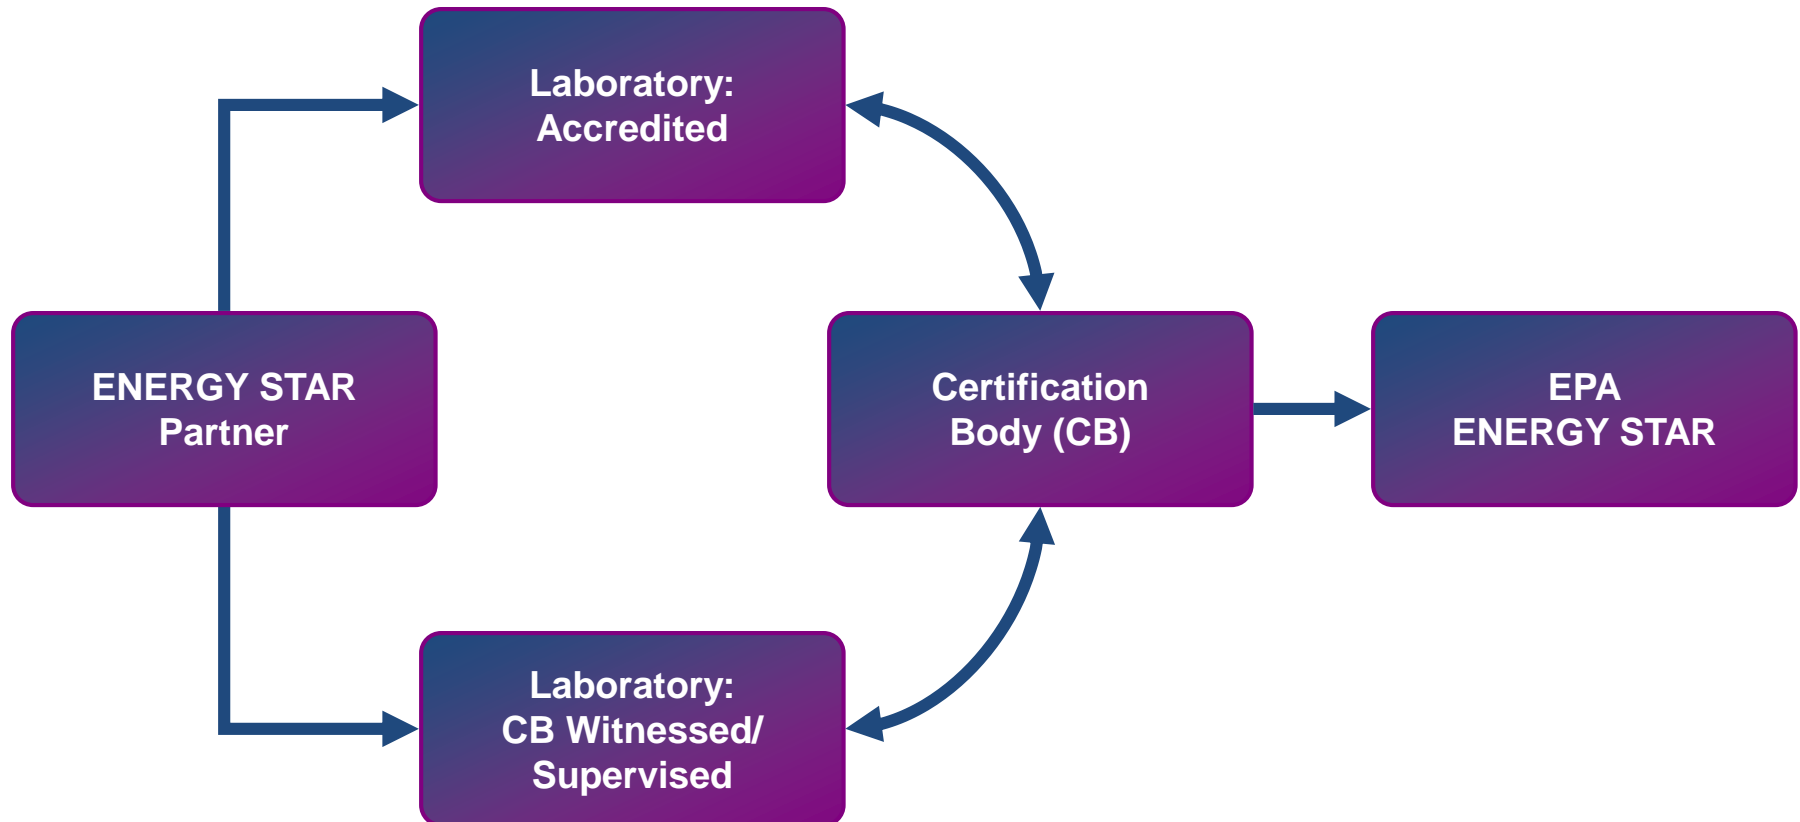 Laboratory:
Accredited
ENERGY STAR
Partner
Certification
Body (CB)
EPA
ENERGY STAR
Laboratory:
CB Witnessed/
Supervised